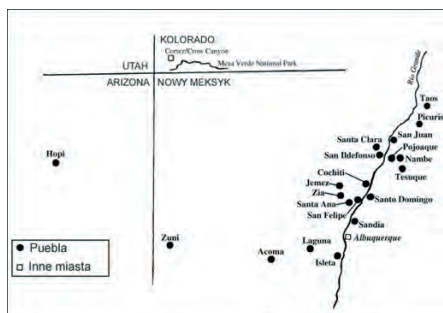 KOLORADO
Cortez/Crow Canyon
Mesa Verde National Park
UTAH
ARIZONA
NOWY MEKSYK
Rio Grande
Taos
Picuris
San Juan
Santa Clara
Pojoaque
San Ildefonso
Nambe
Tesuque
Hopi
Cochiti
Jemez
Zia
Santo Domingo
Santa Ana
San Felipe
Sandia
Zuni
Albuquerque
Laguna
Acoma
Isleta
Puebla
Inne miasta